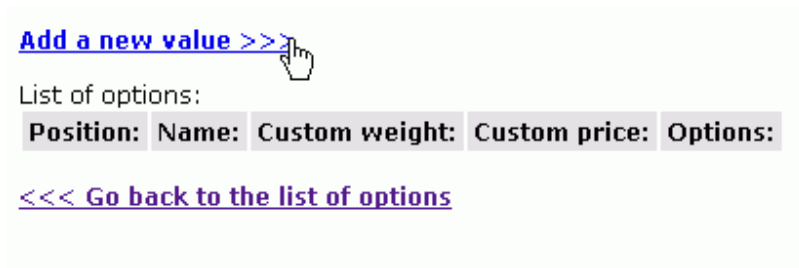 Add a new value >>>
List of options:
Position: Name: Custom weight: Custom price: Options:
<<< Go back to the list of options